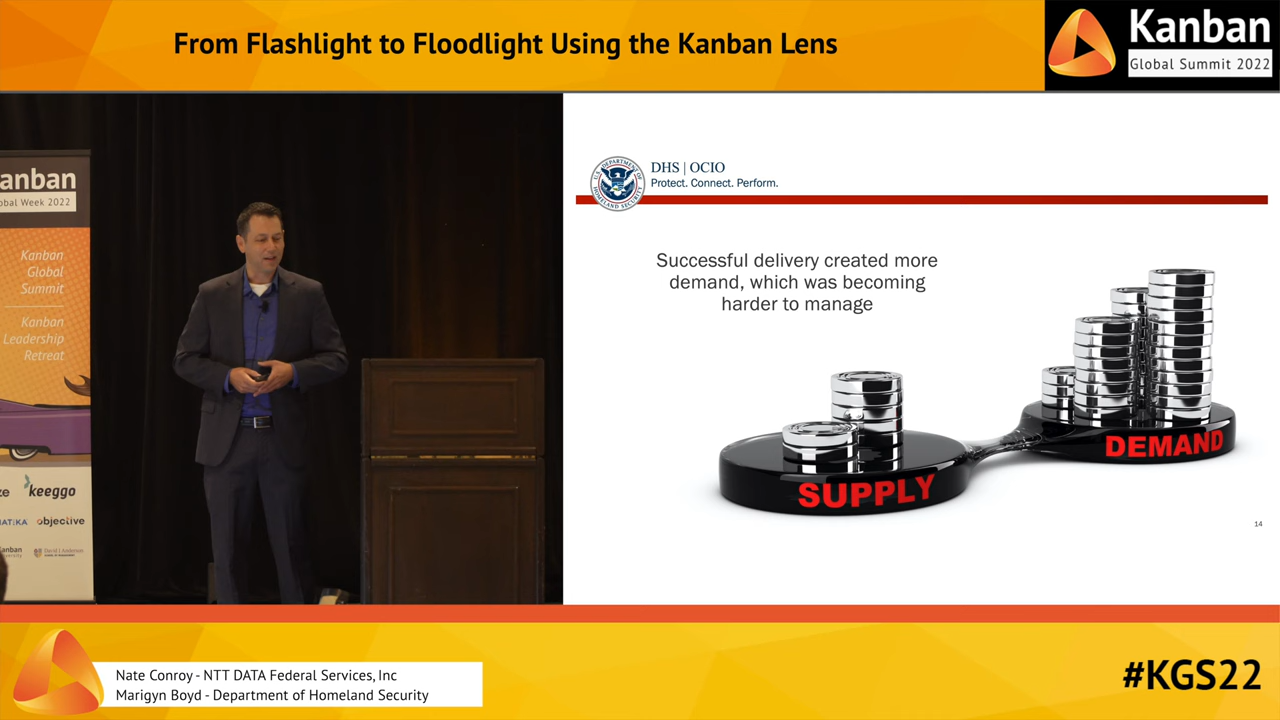 From Flashlight to Floodlight Using the Kanban Lens
Kanban
Global Summit 2022
anban
obal Week 2022
Kanban
Global
Summit
Kanban
Leadership
Retreat
ze
keeggo
objective
DHS | OCIO
Protect. Connect. Perform.
Successful delivery created more
demand, which was becoming
harder to manage
SUPPLY
DEMAND
14
Nate Conroy - NTT DATA Federal Services, Inc
Marigyn Boyd - Department of Homeland Security
#KGS22